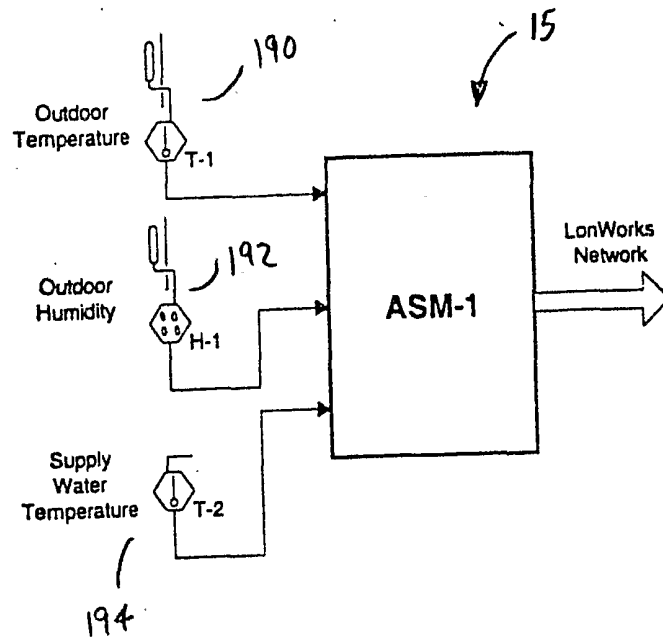 190
15
Outdoor
Temperature
T-1
LonWorks
Network
192
Outdoor
Humidity
H-1
ASM-1
Supply
Water
Temperature
T-2
194